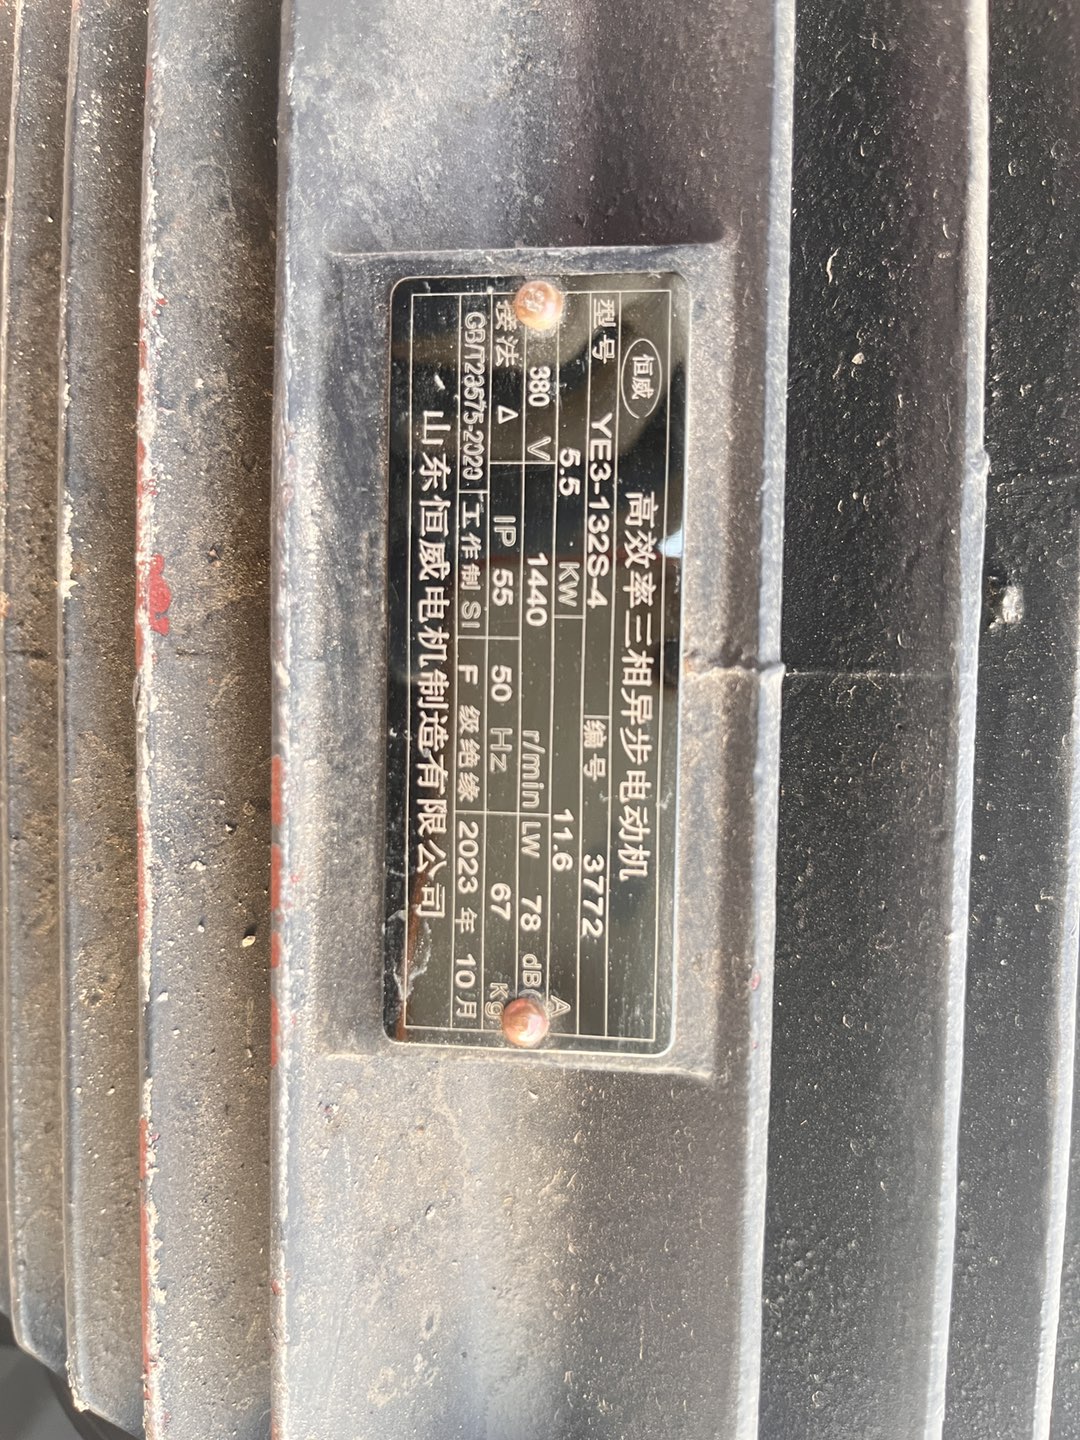 恒威 高效率三相异步电动机
型号 YE3-132S-4 编号 3772
5.5 KW 11.6 A
380 V 1440 r/min LW 78 dB
接法 Δ IP 55 50 Hz 67 Kg
GB/T28575-2020 工作制 S1 F 级绝缘 2023 年 10 月
山东恒威电机制造有限公司